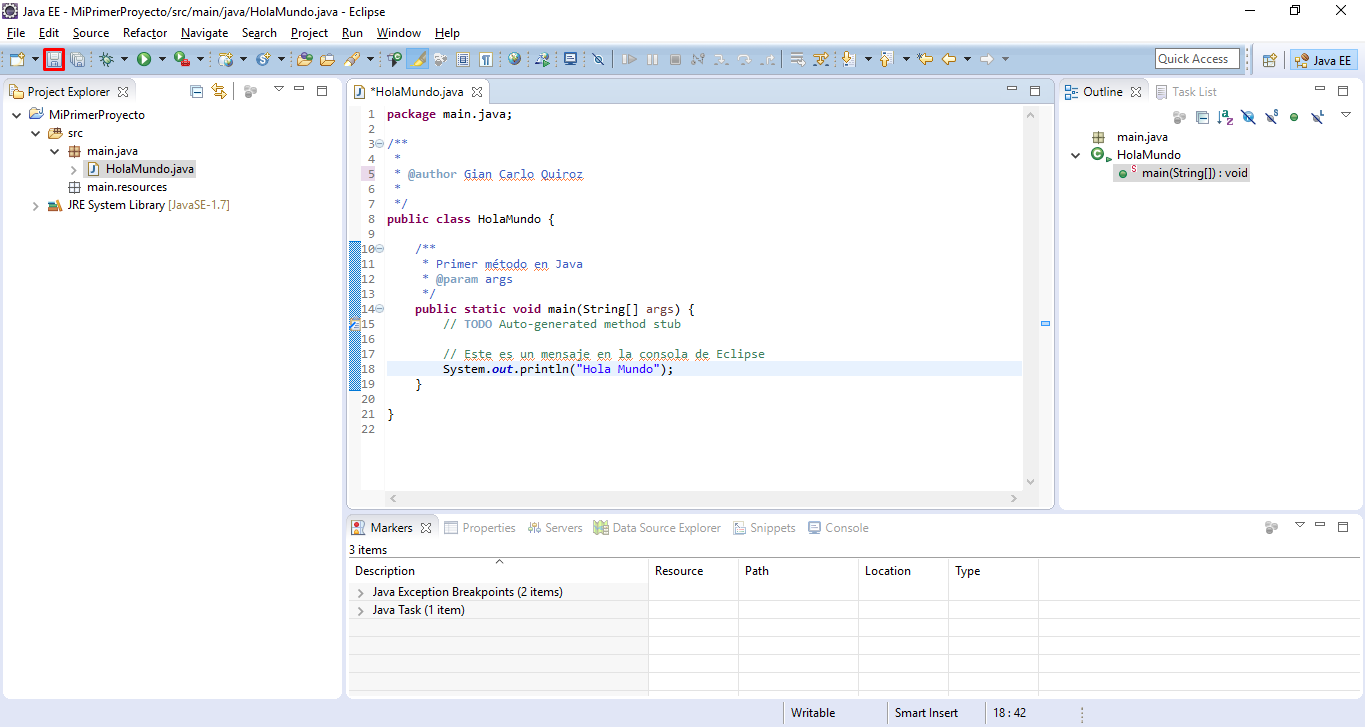 Java EE - MiPrimerProyecto/src/main/java/HolaMundo.java - Eclipse
File Edit Source Refactor Navigate Search Project Run Window Help
Quick Access Java EE
Project Explorer
MiPrimerProyecto
src
main.java
HolaMundo.java
main.resources
JRE System Library [JavaSE-1.7]
*HolaMundo.java
1 package main.java;
2
3 /**
4  *
5  * @author Gian Carlo Quiroz
6  *
7  */
8 public class HolaMundo {
9
10     /**
11      * Primer método en Java
12      * @param args
13      */
14     public static void main(String[] args) {
15         // TODO Auto-generated method stub
16
17         // Este es un mensaje en la consola de Eclipse
18         System.out.println("Hola Mundo");
19     }
20
21 }
22
Outline Task List
main.java
HolaMundo
main(String[]) : void
Markers Properties Servers Data Source Explorer Snippets Console
3 items
Description Resource Path Location Type
Java Exception Breakpoints (2 items)
Java Task (1 item)
Writable Smart Insert 18 : 42